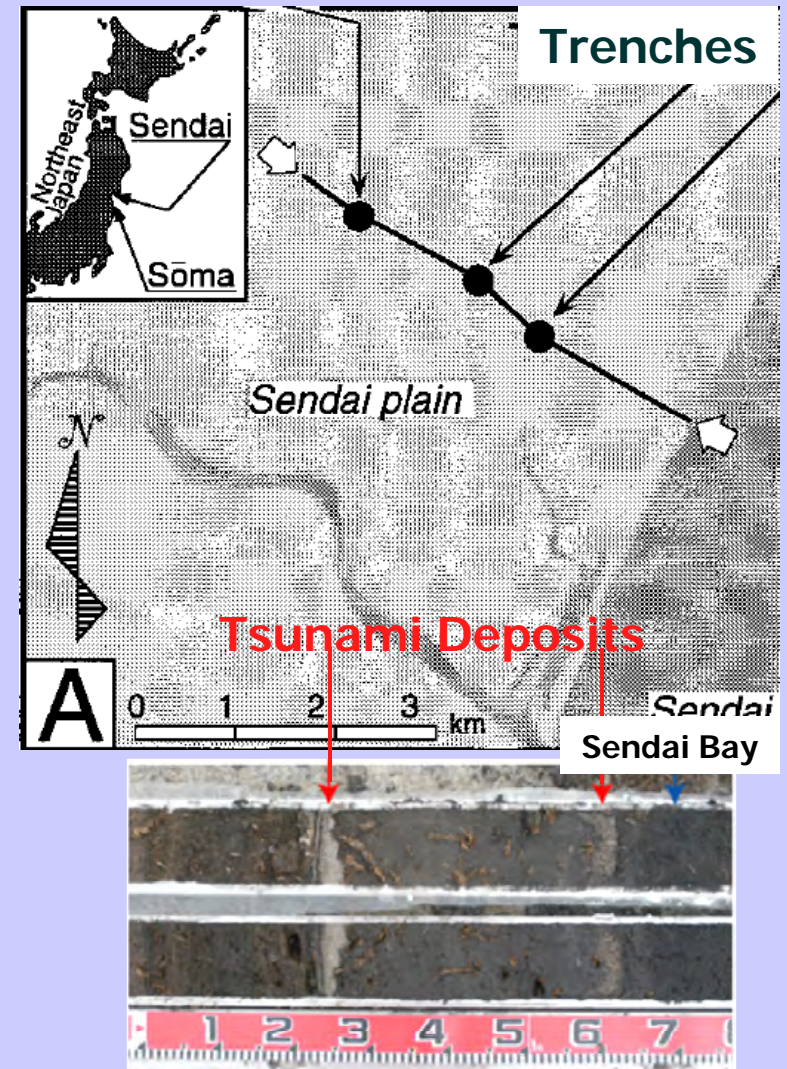 Trenches
Northeast
Japan
Sendai
Sōma
Sendai plain
N
Tsunami Deposits
A
0 1 2 3 km
Sendai
Sendai Bay
1 2 3 4 5 6 7